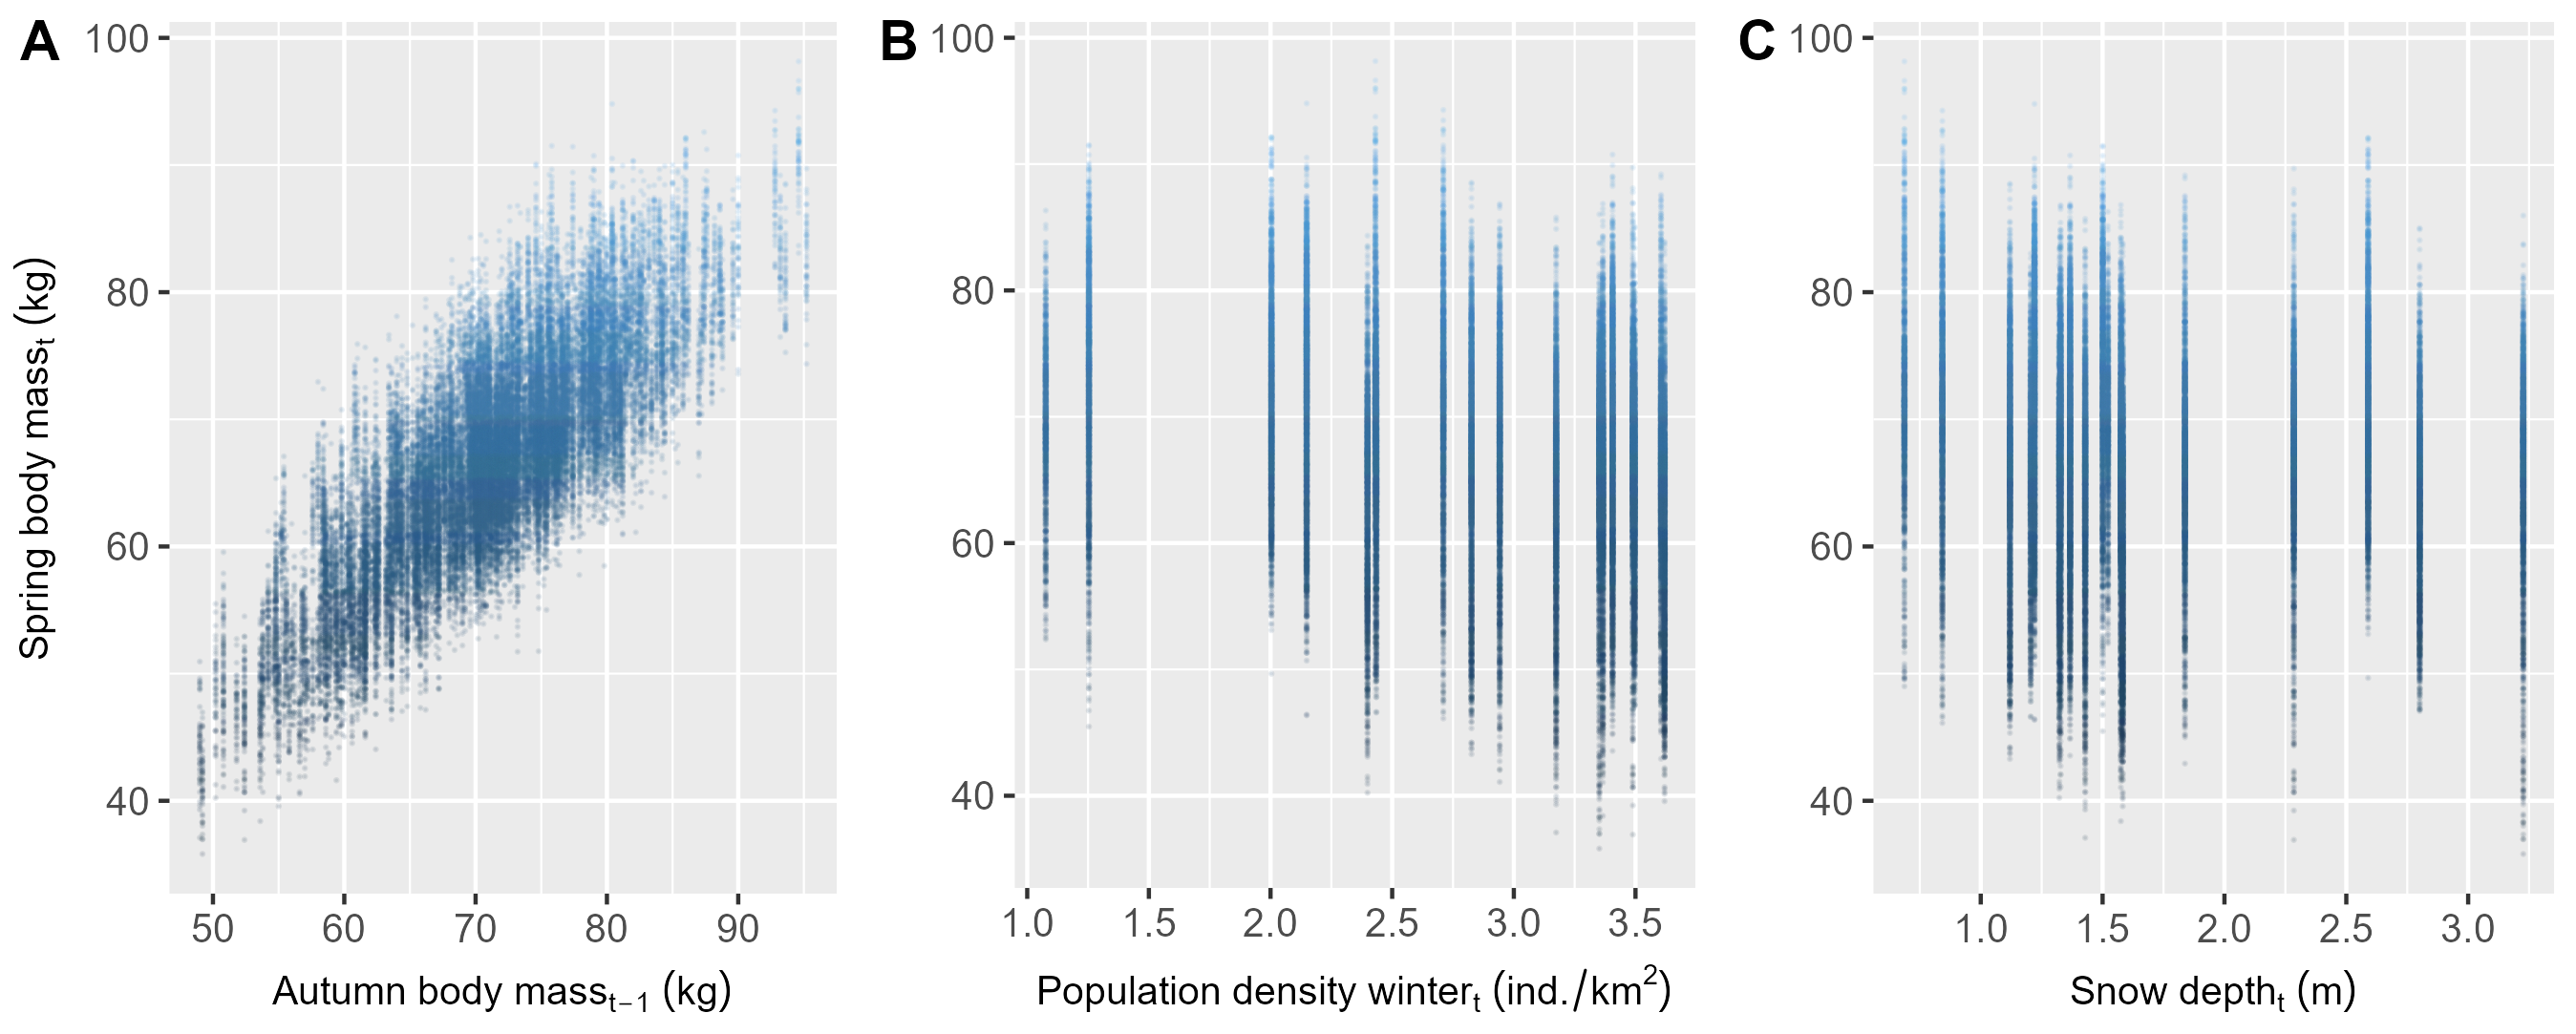 A
100
80
60
40
50 60 70 80 90
Spring body massₜ (kg)
Autumn body massₜ₋₁ (kg)
B
100
80
60
40
1.0 1.5 2.0 2.5 3.0 3.5
Population density winterₜ (ind./km²)
C
100
80
60
40
1.0 1.5 2.0 2.5 3.0
Snow depthₜ (m)